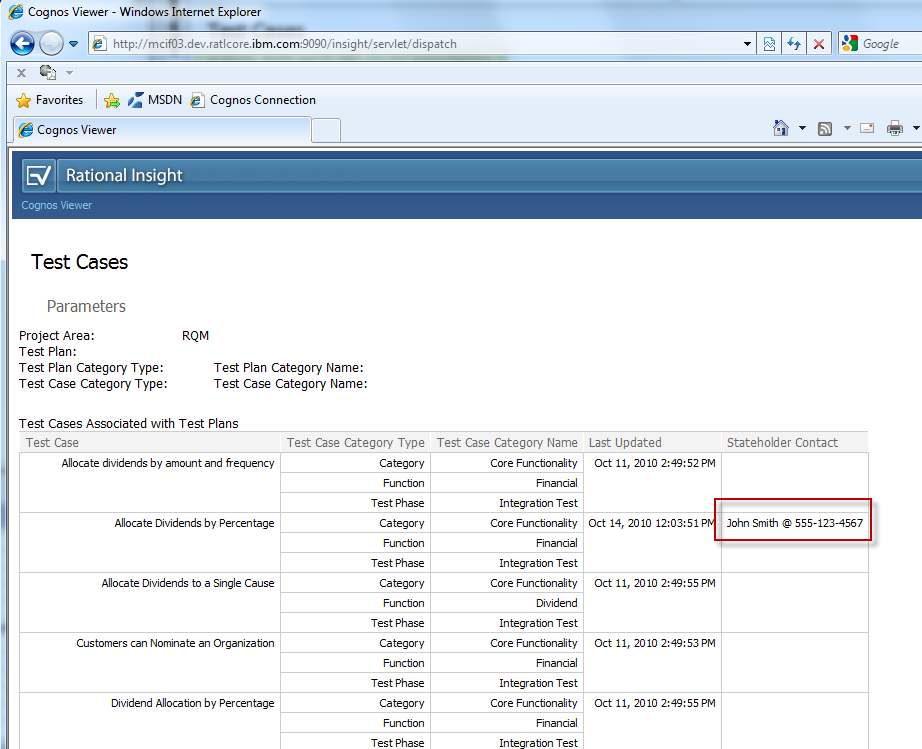 Cognos Viewer - Windows Internet Explorer
http://mcif03.dev.ratlcore.ibm.com:9090/insight/servlet/dispatch
Google
Favorites MSDN Cognos Connection
Cognos Viewer
Rational Insight
Cognos Viewer
Test Cases
Parameters
Project Area: RQM
Test Plan:
Test Plan Category Type: Test Plan Category Name:
Test Case Category Type: Test Case Category Name:
Test Cases Associated with Test Plans
Test Case Test Case Category Type Test Case Category Name Last Updated Stateholder Contact
Allocate dividends by amount and frequency Category Core Functionality Oct 11, 2010 2:49:52 PM
Function Financial
Test Phase Integration Test
Allocate Dividends by Percentage Category Core Functionality Oct 14, 2010 12:03:51 PM John Smith @ 555-123-4567
Function Financial
Test Phase Integration Test
Allocate Dividends to a Single Cause Category Core Functionality Oct 11, 2010 2:49:55 PM
Function Dividend
Test Phase Integration Test
Customers can Nominate an Organization Category Core Functionality Oct 11, 2010 2:49:53 PM
Function Financial
Test Phase Integration Test
Dividend Allocation by Percentage Category Core Functionality Oct 11, 2010 2:49:55 PM
Function Financial
Test Phase Integration Test